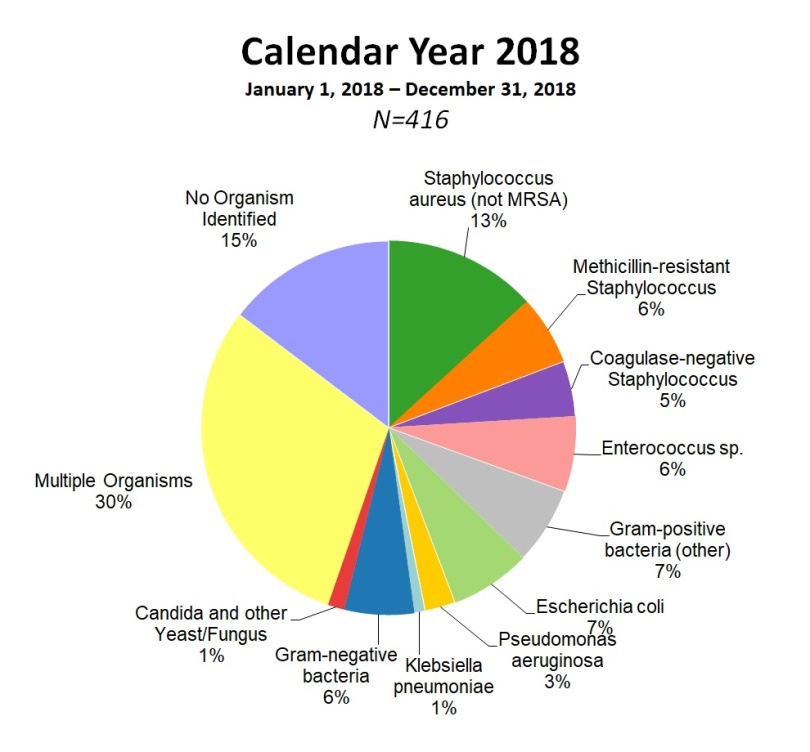 Calendar Year 2018
January 1, 2018 – December 31, 2018
N=416
Staphylococcus
aureus (not MRSA)
13%
Methicillin-resistant
Staphylococcus
6%
Coagulase-negative
Staphylococcus
5%
Enterococcus sp.
6%
Gram-positive
bacteria (other)
7%
Escherichia coli
7%
Pseudomonas
aeruginosa
3%
Klebsiella
pneumoniae
1%
Gram-negative
bacteria
6%
Candida and other
Yeast/Fungus
1%
Multiple Organisms
30%
No Organism
Identified
15%